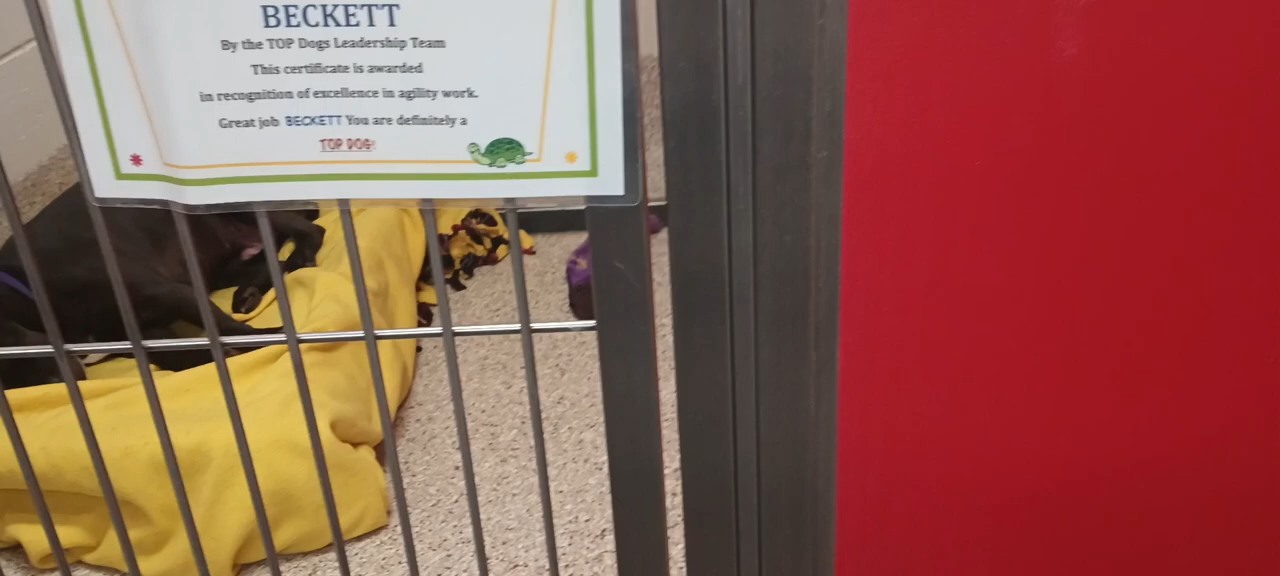 BECKETT
By the TOP Dogs Leadership Team
This certificate is awarded
in recognition of excellence in agility work.
Great job BECKETT You are definitely a
TOP DOG!